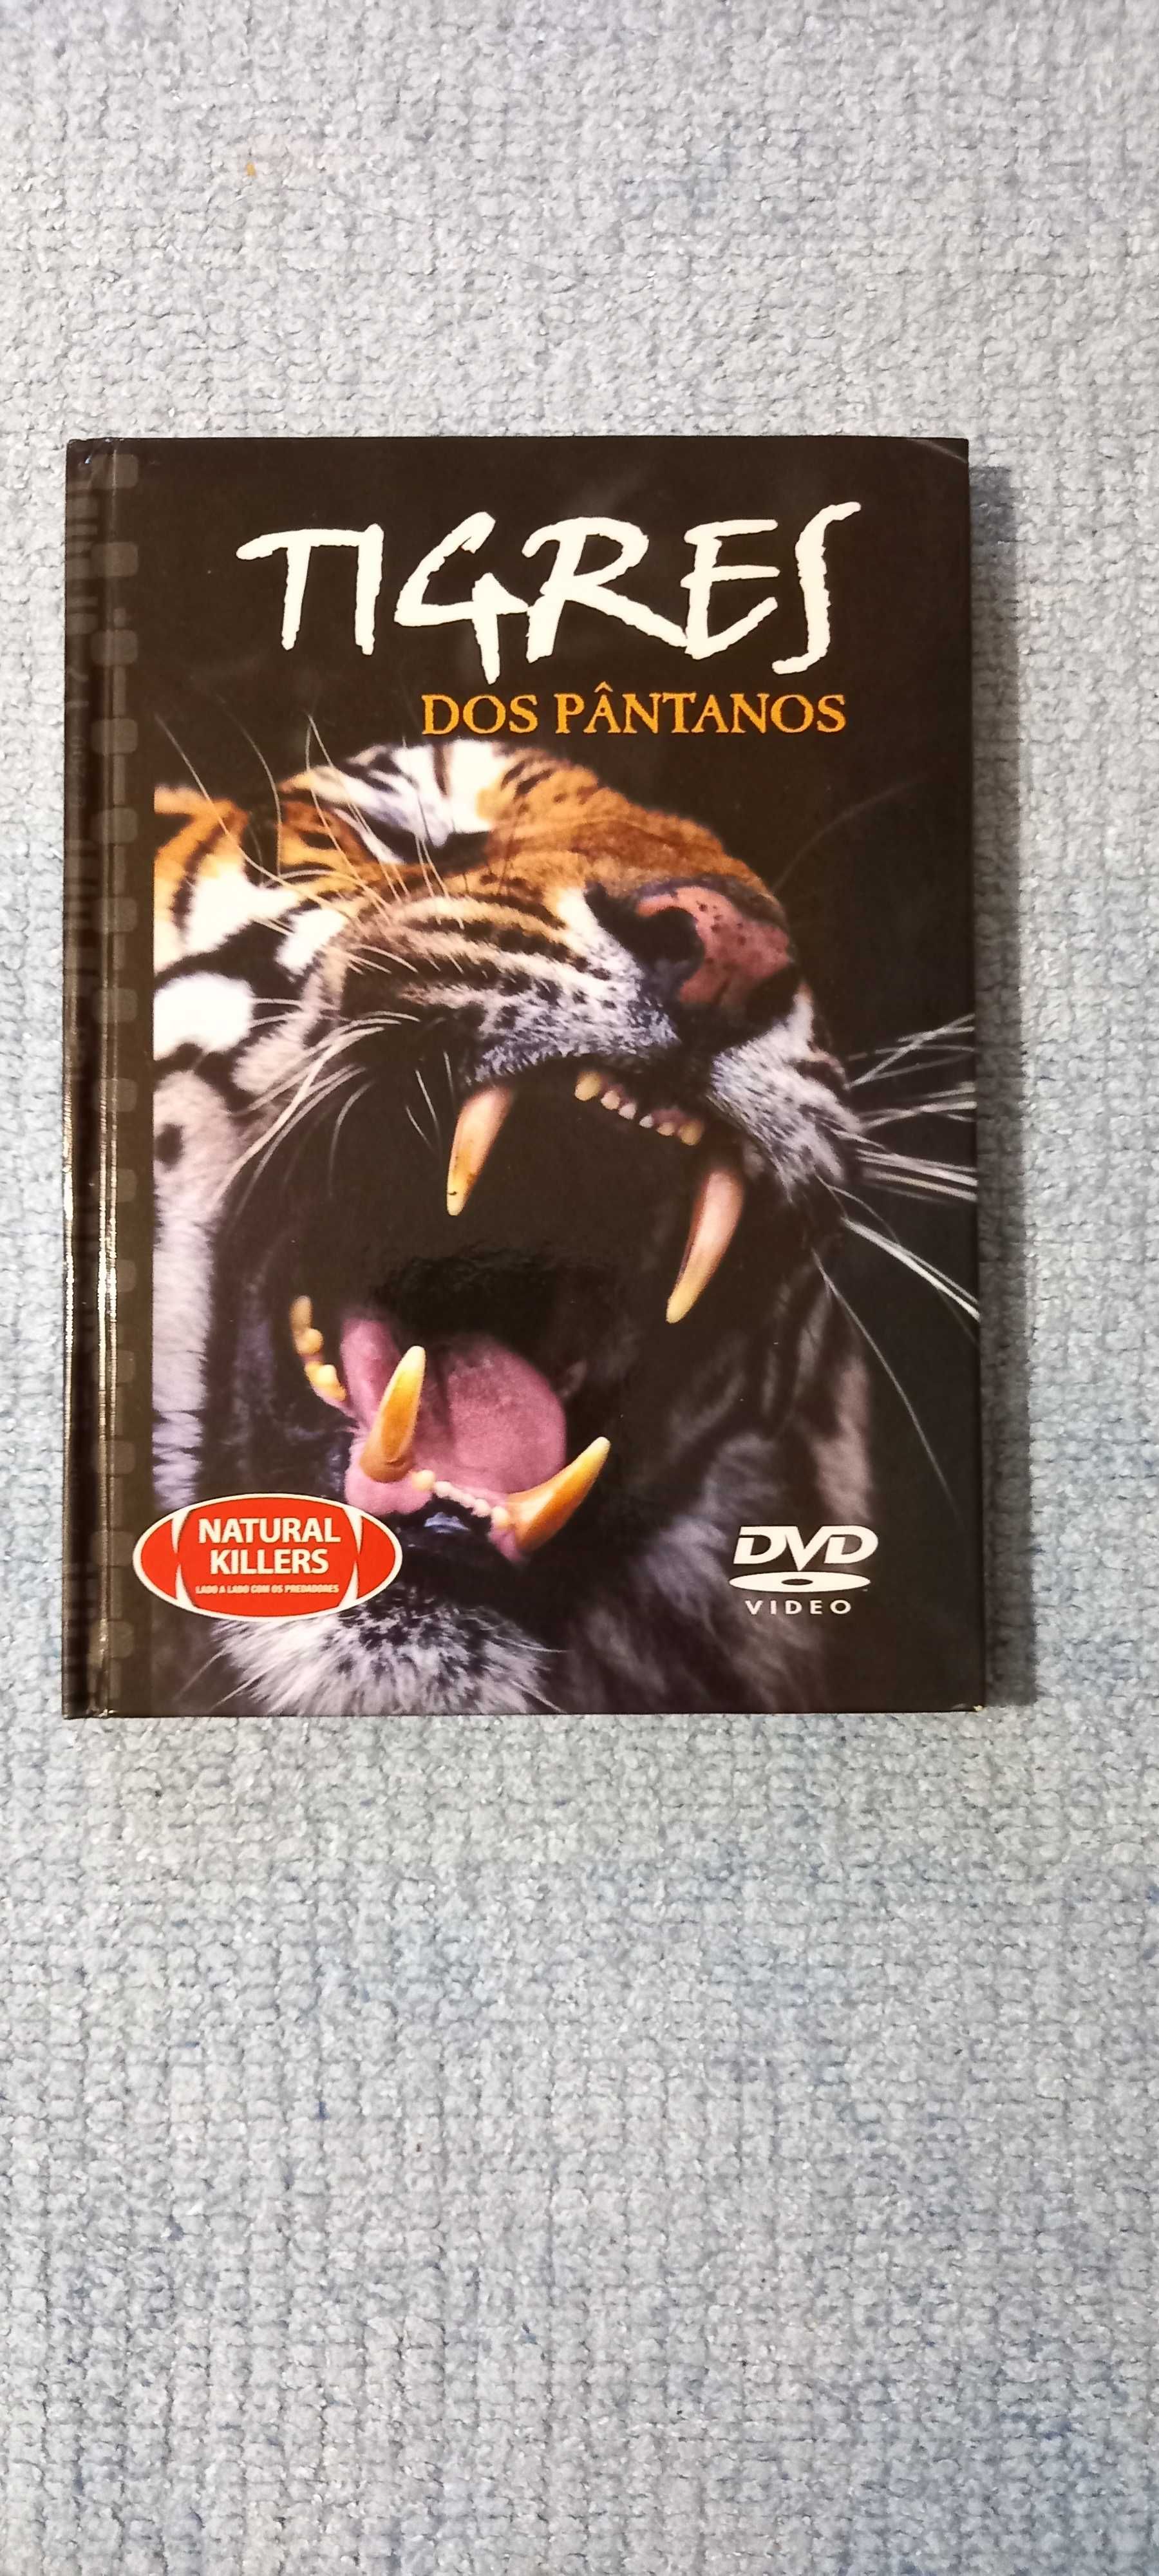 TIGRES
DOS PÂNTANOS
NATURAL
KILLERS
LADO A LADO COM OS PREDADORES
DVD
VIDEO